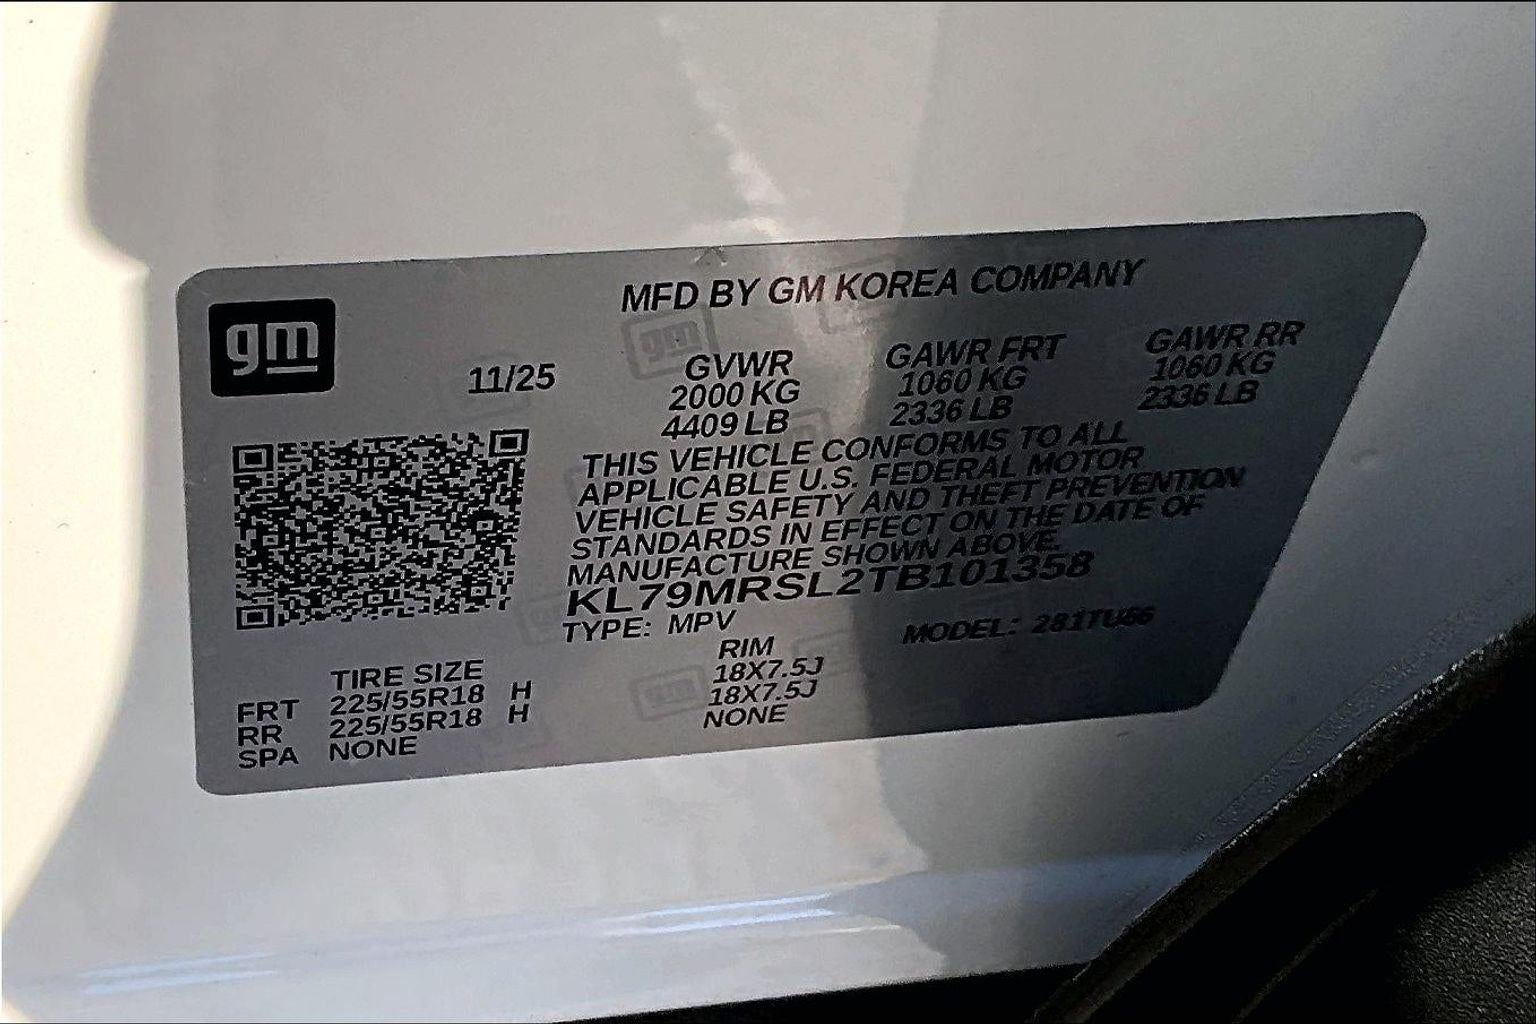 gm
MFD BY GM KOREA COMPANY
11/25
GVWR GAWR FRT GAWR RR
2000 KG 1060 KG 1060 KG
4409 LB 2336 LB 2336 LB
THIS VEHICLE CONFORMS TO ALL
APPLICABLE U.S. FEDERAL MOTOR
VEHICLE SAFETY AND THEFT PREVENTION
STANDARDS IN EFFECT ON THE DATE OF
MANUFACTURE SHOWN ABOVE.
KL79MRSL2TB101358
TYPE: MPV MODEL: 281TU56
TIRE SIZE RIM
FRT 225/55R18 H 18X7.5J
RR 225/55R18 H 18X7.5J
SPA NONE NONE